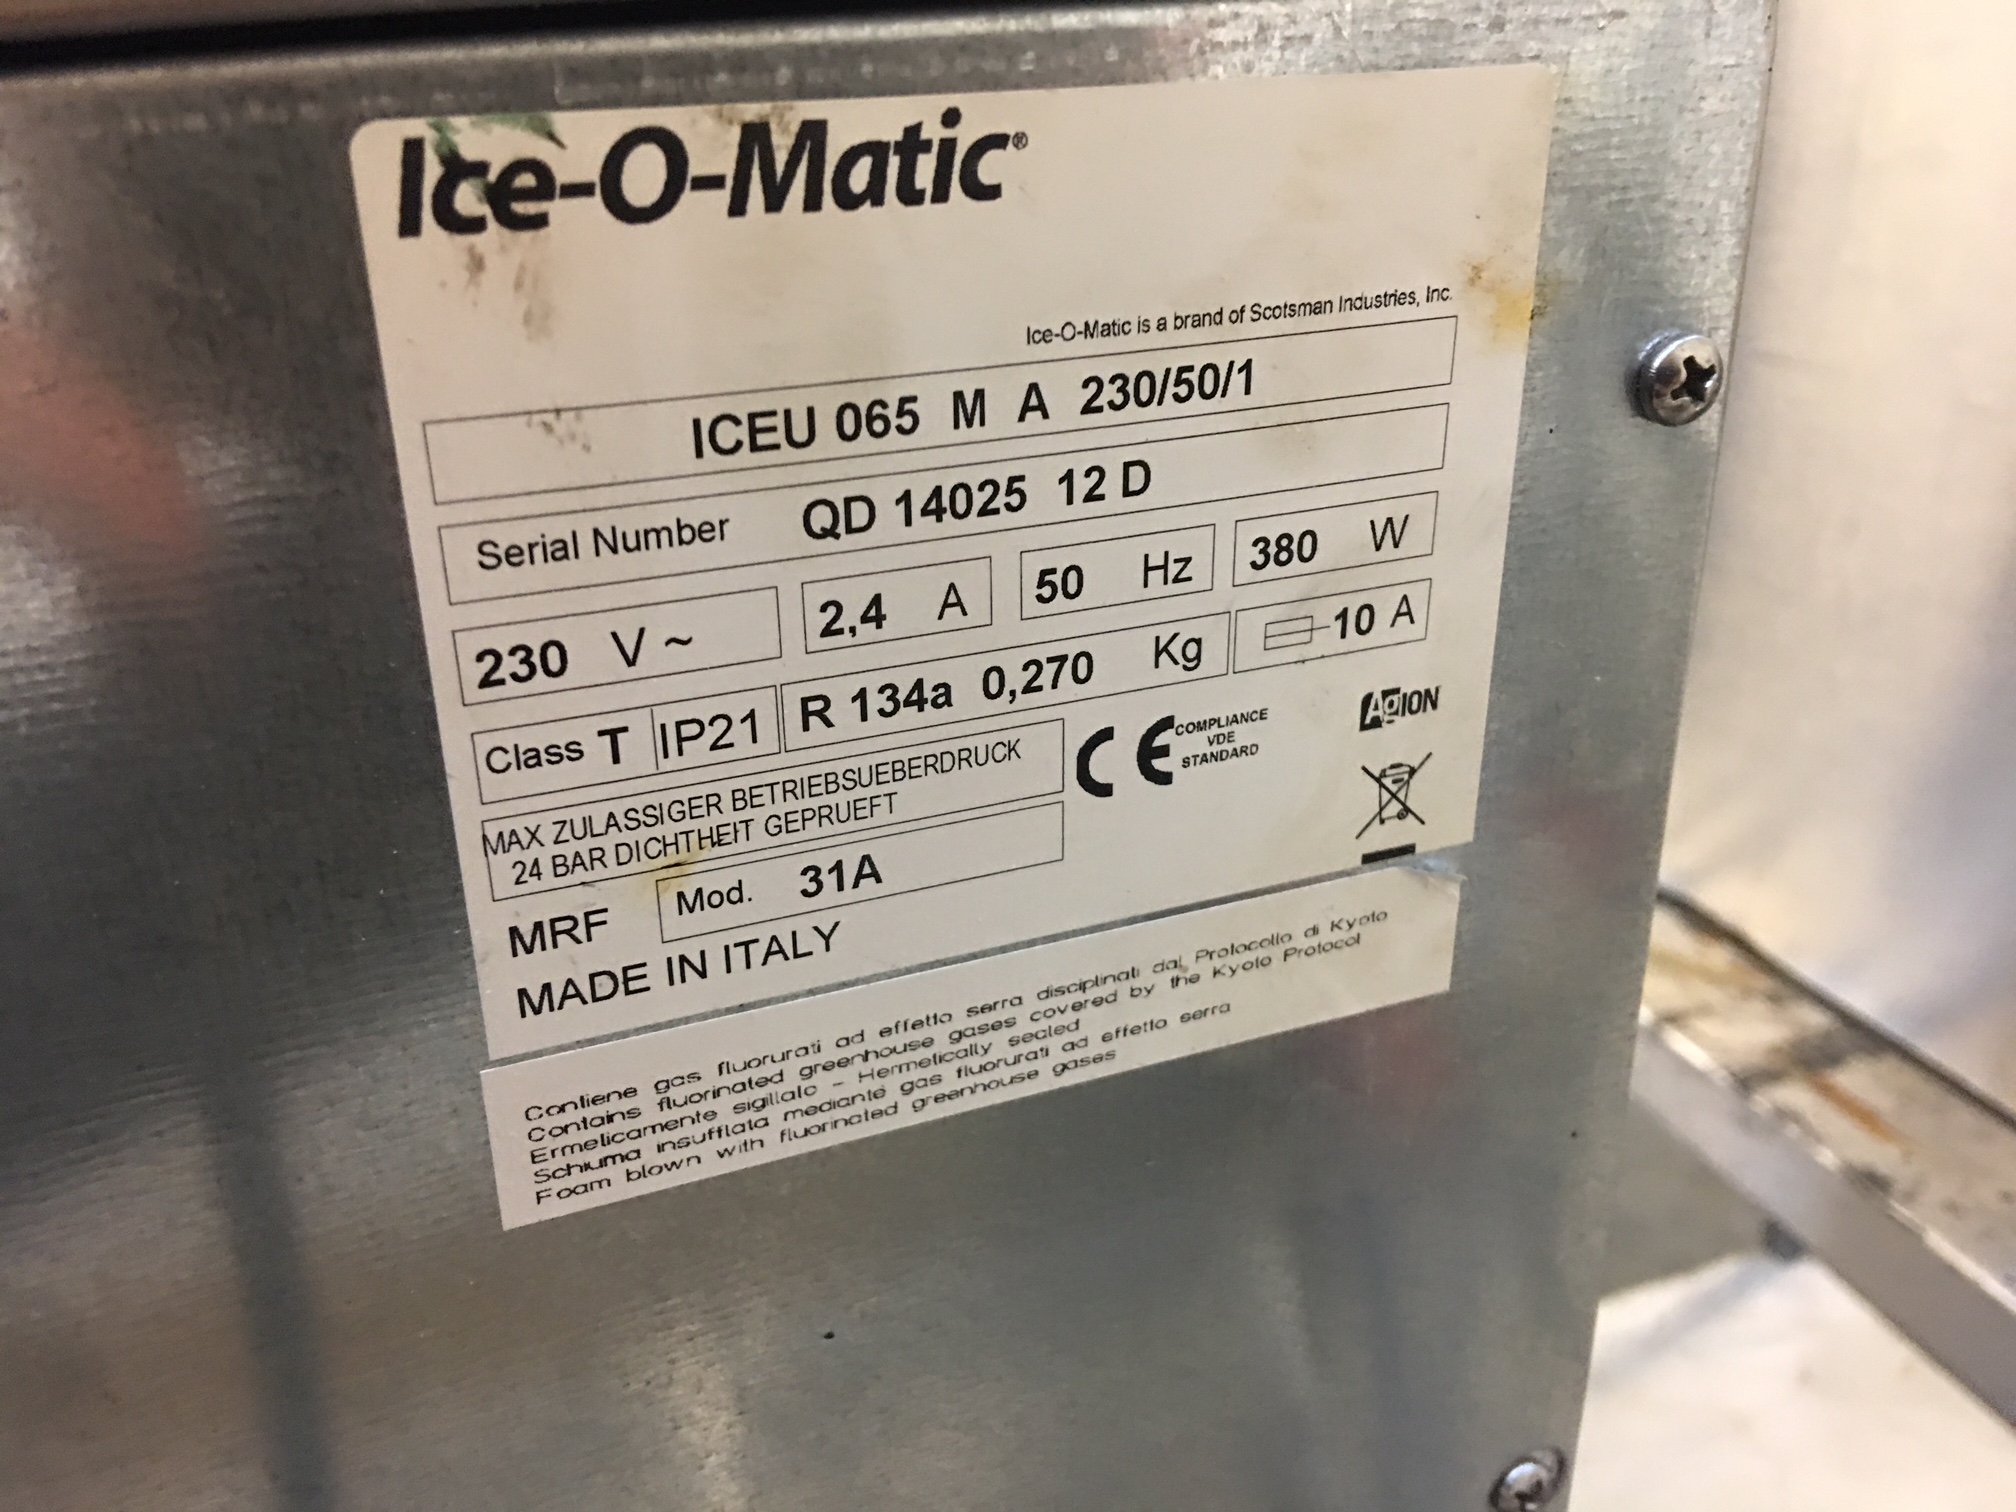 Ice-O-Matic®
Ice-O-Matic is a brand of Scotsman Industries, Inc.
ICEU 065 M A 230/50/1
Serial Number QD 14025 12 D
230 V ~ 2,4 A 50 Hz 380 W
Class T IP21 R 134a 0,270 Kg 10 A
MAX ZULASSIGER BETRIEBSUEBERDRUCK
24 BAR DICHTHEIT GEPRUEFT
CE COMPLIANCE
VDE
STANDARD
AgION
MRF Mod. 31A
MADE IN ITALY
Contiene gas fluorurati ad effetto serra disciplinati dal Protocollo di Kyoto
Contains fluorinated greenhouse gases covered by the Kyoto Protocol
Ermeticamente sigillato - Hermetically sealed
Schiuma insufflata mediante gas fluorurati ad effetto serra
Foam blown with fluorinated greenhouse gases